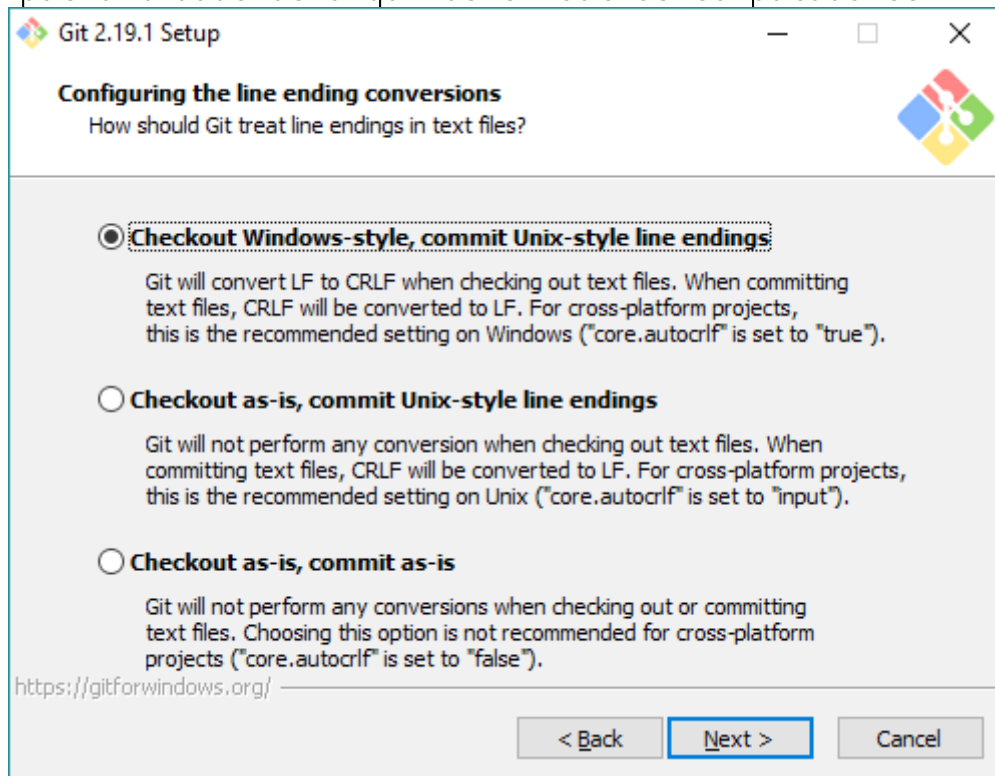 Git 2.19.1 Setup
Configuring the line ending conversions
How should Git treat line endings in text files?
Checkout Windows-style, commit Unix-style line endings
Git will convert LF to CRLF when checking out text files. When committing
text files, CRLF will be converted to LF. For cross-platform projects,
this is the recommended setting on Windows ("core.autocrlf" is set to "true").
Checkout as-is, commit Unix-style line endings
Git will not perform any conversion when checking out text files. When
committing text files, CRLF will be converted to LF. For cross-platform projects,
this is the recommended setting on Unix ("core.autocrlf" is set to "input").
Checkout as-is, commit as-is
Git will not perform any conversions when checking out or committing
text files. Choosing this option is not recommended for cross-platform
projects ("core.autocrlf" is set to "false").
https://gitforwindows.org/
< Back
Next >
Cancel